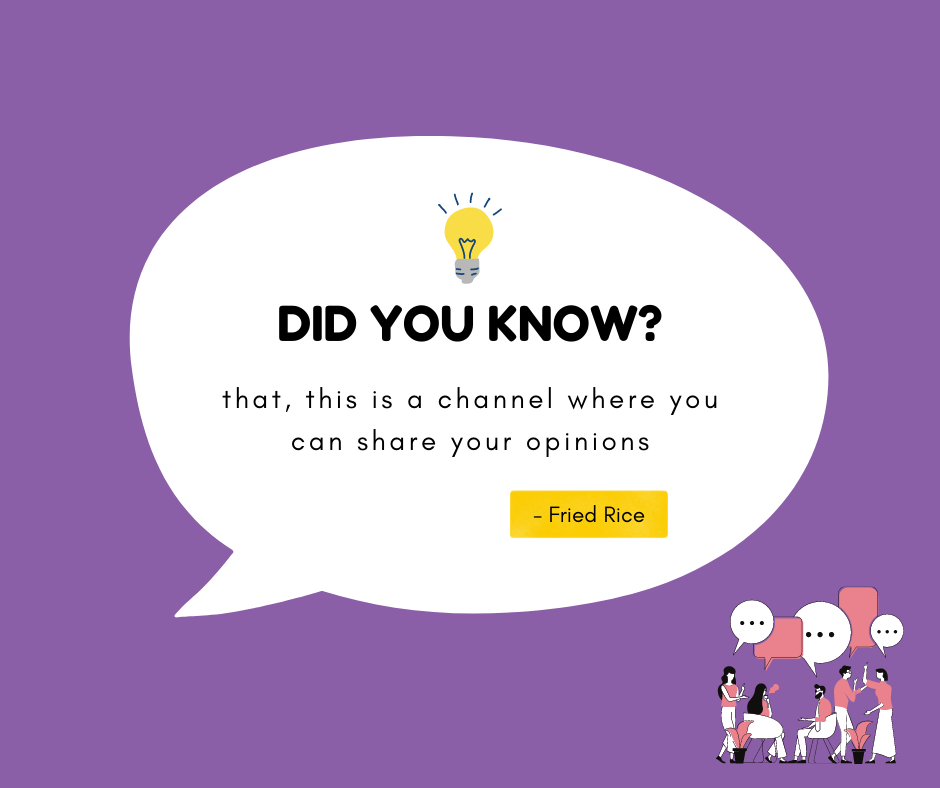 DID YOU KNOW?
that, this is a channel where you
can share your opinions
- Fried Rice